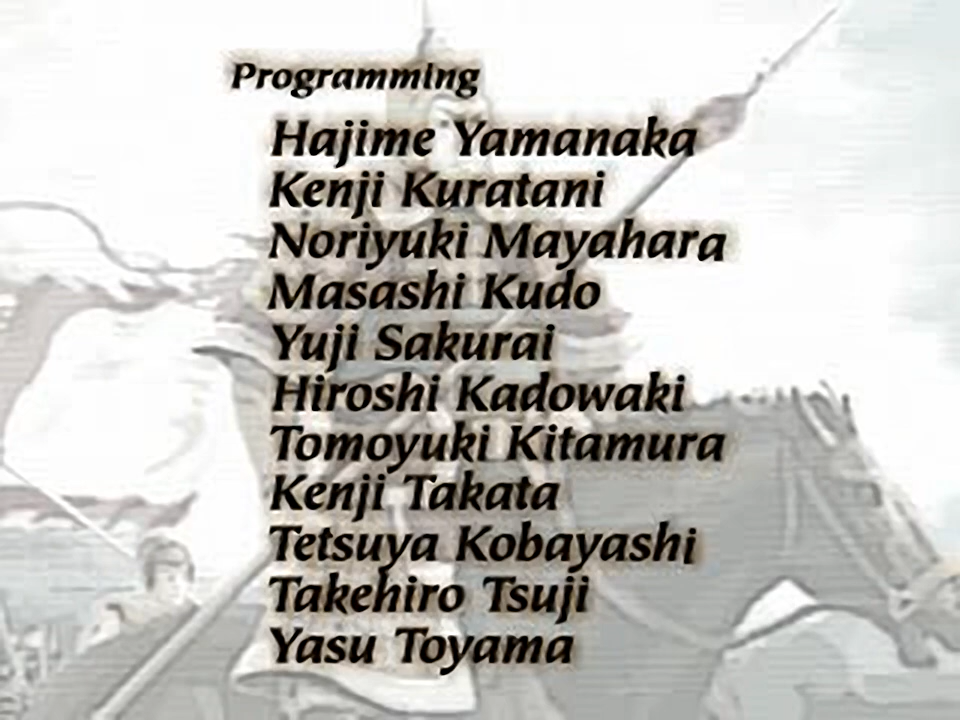 Programming
Hajime Yamanaka
Kenji Kuratani
Noriyuki Mayahara
Masashi Kudo
Yuji Sakurai
Hiroshi Kadowaki
Tomoyuki Kitamura
Kenji Takata
Tetsuya Kobayashi
Takehiro Tsuji
Yasu Toyama